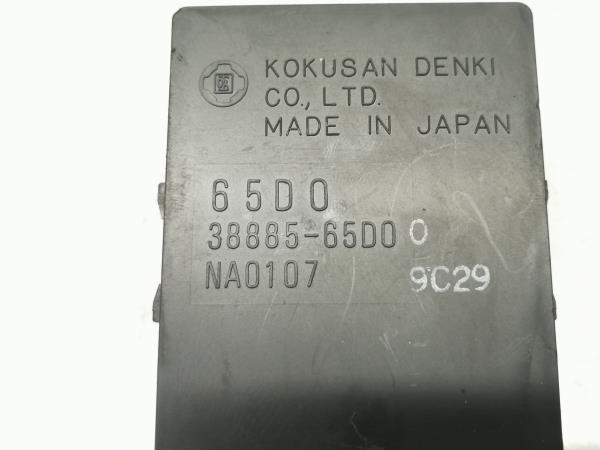 KOKUSAN DENKI
CO., LTD.
MADE IN JAPAN
65D0
38885-65D0 0
NA0107 9C29